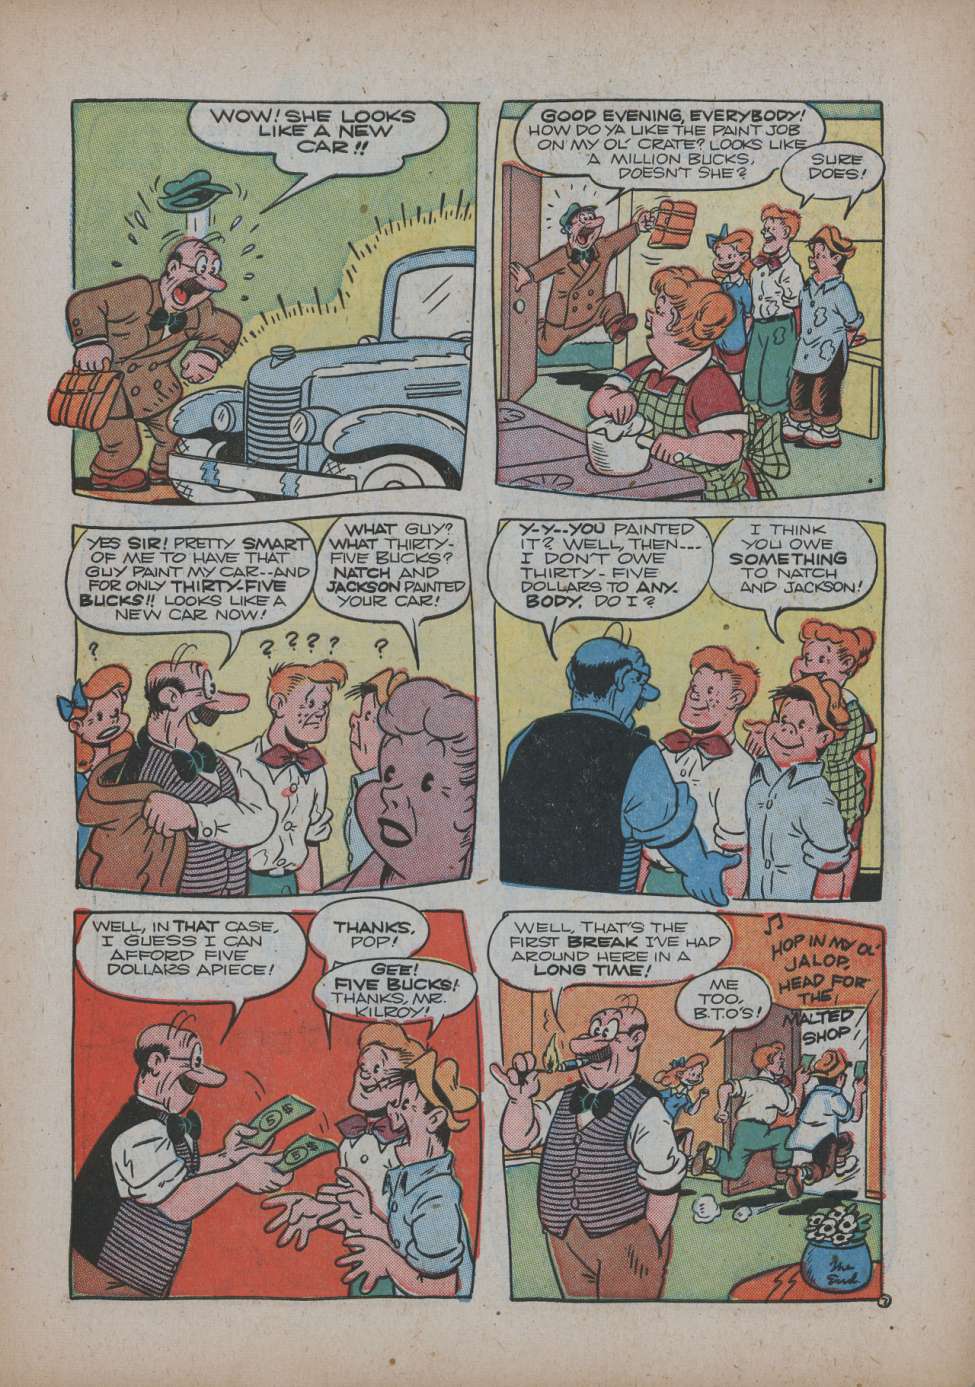 WOW! SHE LOOKS
LIKE A NEW
CAR!!
GOOD EVENING, EVERYBODY!
HOW DO YA LIKE THE PAINT JOB
ON MY OL' CRATE? LOOKS LIKE
A MILLION BUCKS,
DOESN'T SHE?
SURE
DOES!
YES SIR! PRETTY SMART
OF ME TO HAVE THAT
GUY PAINT MY CAR--AND
FOR ONLY THIRTY-FIVE
BUCKS!! LOOKS LIKE A
NEW CAR NOW!
WHAT GUY?
WHAT THIRTY-
FIVE BUCKS?
NATCH AND
JACKSON PAINTED
YOUR CAR!
?
? ? ? ?
?
Y-Y--YOU PAINTED
IT? WELL, THEN---
I DON'T OWE
THIRTY-FIVE
DOLLARS TO ANY-
BODY, DO I?
I THINK
YOU OWE
SOMETHING
TO NATCH
AND JACKSON!
WELL, IN THAT CASE,
I GUESS I CAN
AFFORD FIVE
DOLLARS APIECE!
THANKS,
POP!
GEE!
FIVE BUCKS!
THANKS, MR.
KILROY!
5 $
5 $
WELL, THAT'S THE
FIRST BREAK I'VE HAD
AROUND HERE IN A
LONG TIME!
ME
TOO,
B.T.O'S!
♫
HOP IN MY OL'
JALOP,
HEAD FOR
THE
MALTED
SHOP!
The
End
7